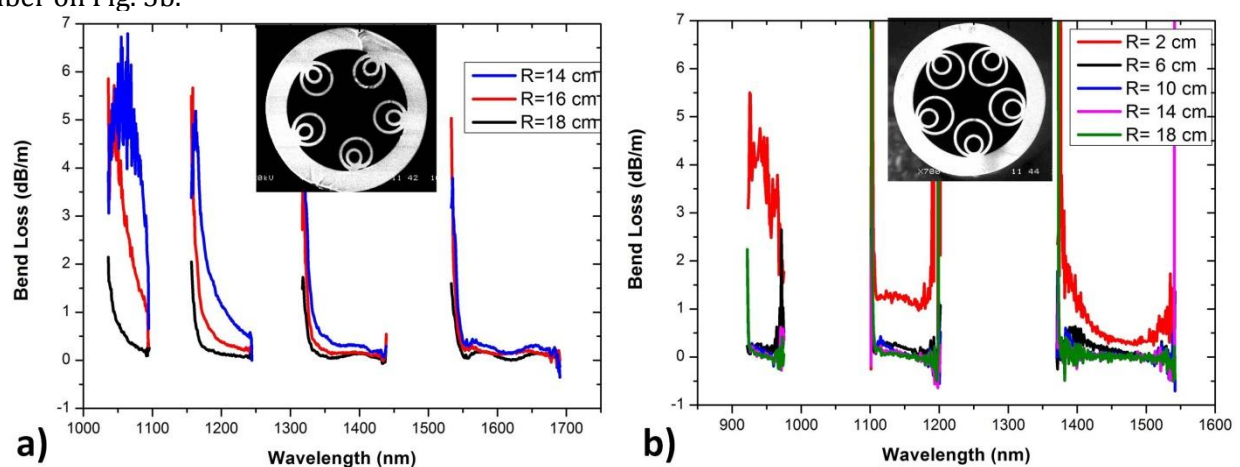 ber on Fig. 3b.
7
6
5
4
3
2
1
0
-1
Bend Loss (dB/m)
1000 1100 1200 1300 1400 1500 1600 1700
Wavelength (nm)
R=14 cm
R=16 cm
R=18 cm
0kV
11 42
a)
7
6
5
4
3
2
1
0
-1
Bend Loss (dB/m)
800 900 1000 1100 1200 1300 1400 1500 1600
Wavelength (nm)
R= 2 cm
R= 6 cm
R= 10 cm
R= 14 cm
R= 18 cm
X700
11 44
b)